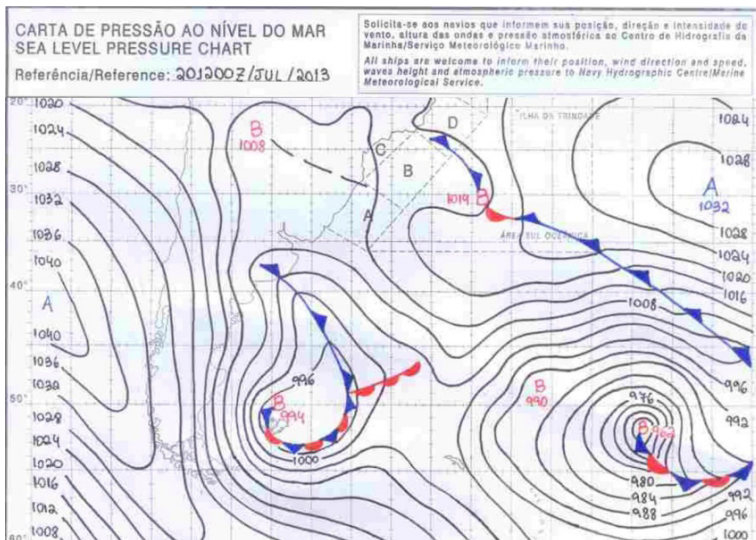 CARTA DE PRESSÃO AO NÍVEL DO MAR
SEA LEVEL PRESSURE CHART
Referência/Reference: 201200Z/JUL/2013
Solicita-se aos navios que informem sua posição, direção e intensidade do
vento, altura das ondas e pressão atmosférica ao Centro de Hidrografia da
Marinha/Serviço Meteorológico Marinho.
All ships are welcome to inform their position, wind direction and speed,
waves height and atmospheric pressure to Navy Hydrographic Centre/Marine
Meteorological Service.
20°
1020
1024
1028
30°
1032
1036
1040
A
40°
1040
1036
1032
50°
1028
1024
1020
1016
1012
1008
60°
B
1008
C
D
B
A
ILHA DA TRINDADE
1019 B
ÁREA SUL OCEÂNICA
1024
1028
A
1032
1028
1024
1020
1016
1008
996
B
994
1000
B
990
996
992
976
B
980
984
988
992
996
1000